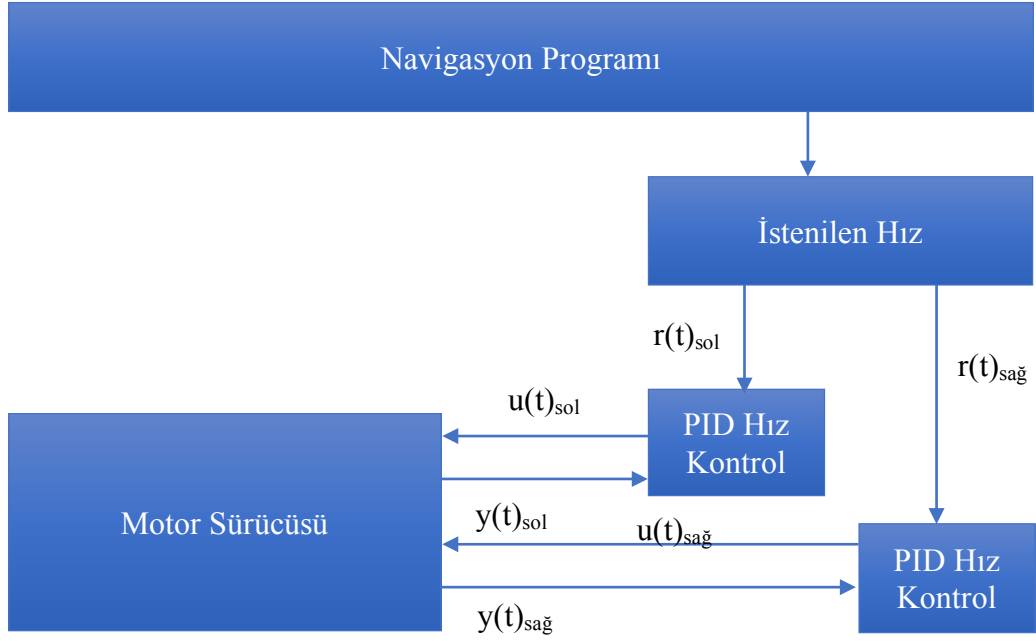 Navigasyon Programı
İstenilen Hız
r(t)sol
r(t)sağ
u(t)sol
PID Hız
Kontrol
Motor Sürücüsü
y(t)sol
u(t)sağ
PID Hız
Kontrol
y(t)sağ